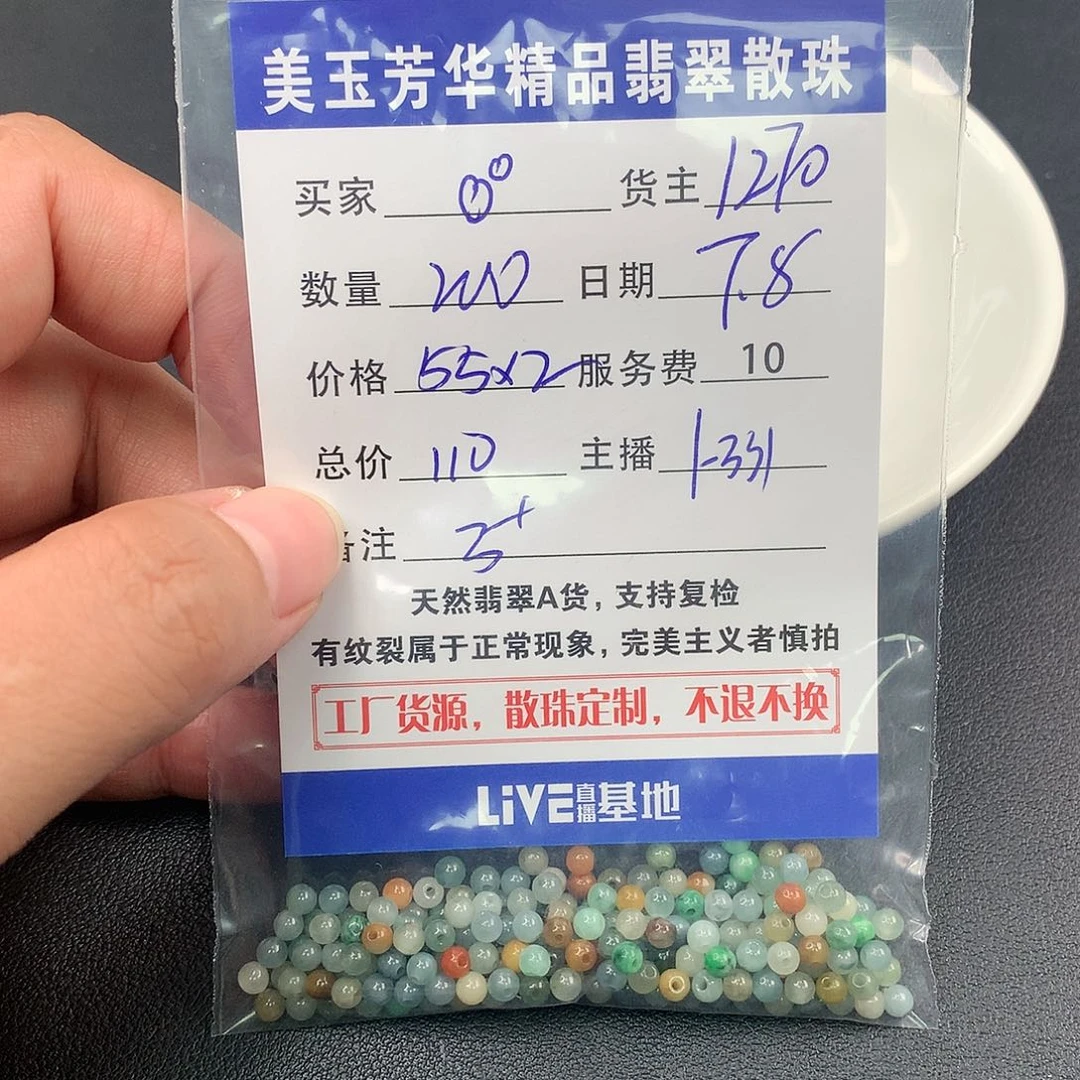 美玉芳华精品翡翠散珠
买家 0° 货主 1270
数量 200 日期 7.8
价格 55x2 服务费 10
总价 110 主播 1-331
备注 3+
天然翡翠A货，支持复检
有纹裂属于正常现象，完美主义者慎拍
工厂货源，散珠定制，不退不换
LiVE直播基地